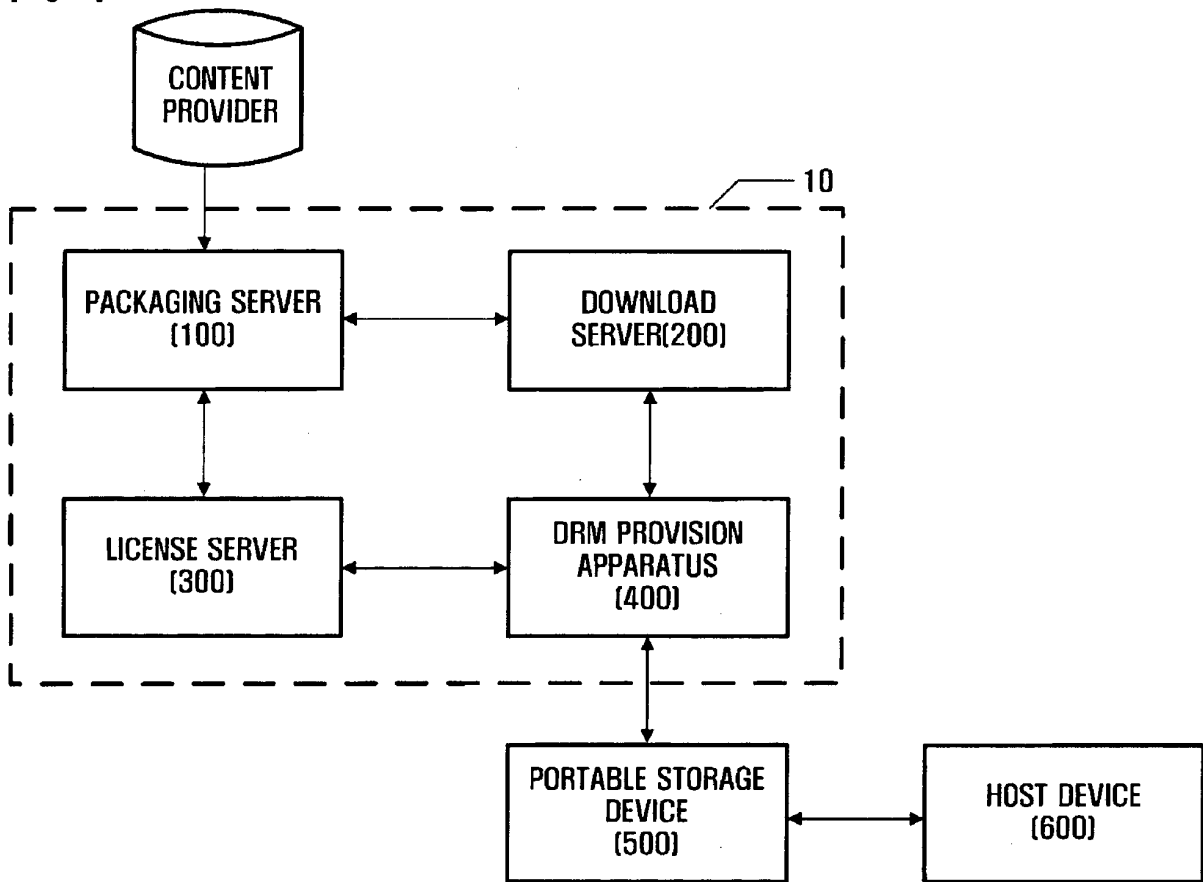 CONTENT
PROVIDER
10
PACKAGING SERVER
(100)
DOWNLOAD
SERVER(200)
LICENSE SERVER
(300)
DRM PROVISION
APPARATUS
(400)
PORTABLE STORAGE
DEVICE
(500)
HOST DEVICE
(600)